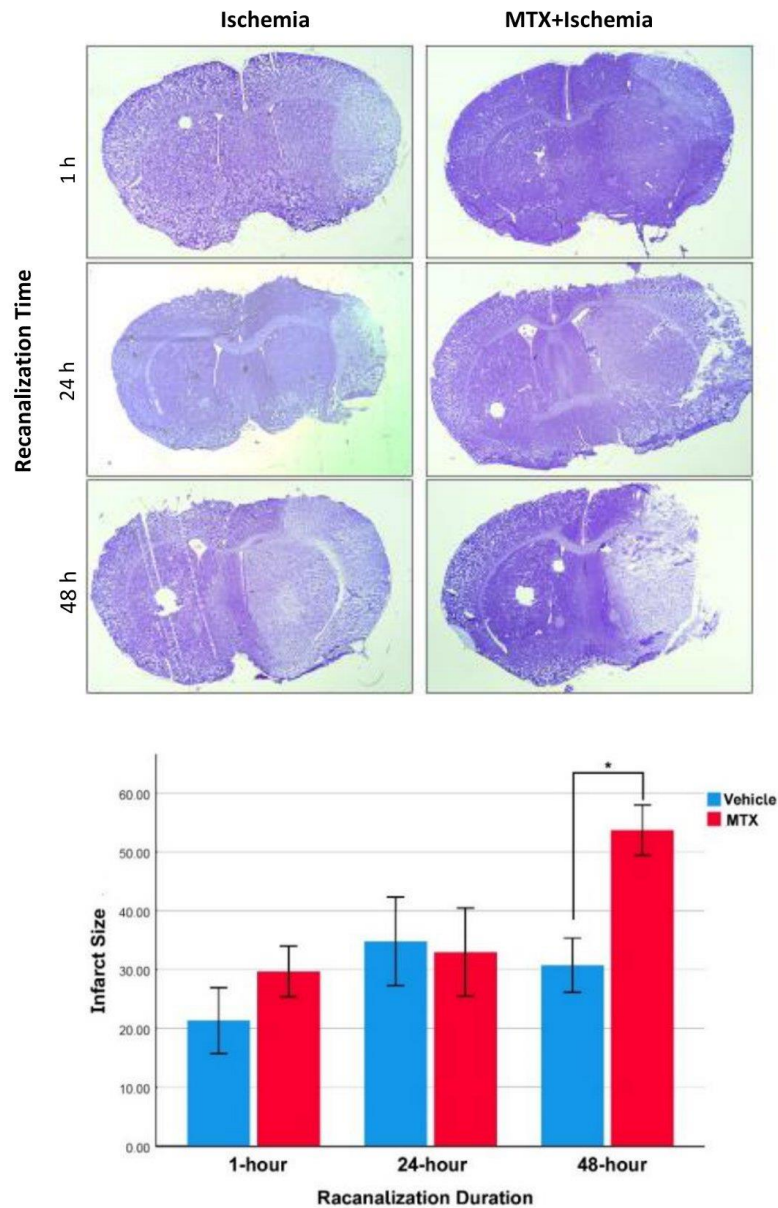 Ischemia
MTX+Ischemia
Recanalization Time
1 h
24 h
48 h
*
60.00
50.00
40.00
30.00
20.00
10.00
0.00
Infarct Size
Vehicle
MTX
1-hour
24-hour
48-hour
Racanalization Duration